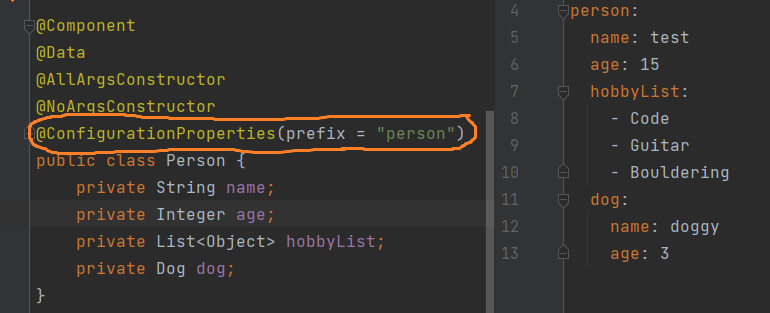 @Component
@Data
@AllArgsConstructor
@NoArgsConstructor
@ConfigurationProperties(prefix = "person")
public class Person {
    private String name;
    private Integer age;
    private List<Object> hobbyList;
    private Dog dog;
}
4 person:
5   name: test
6   age: 15
7   hobbyList:
8     - Code
9     - Guitar
10     - Bouldering
11   dog:
12     name: doggy
13     age: 3